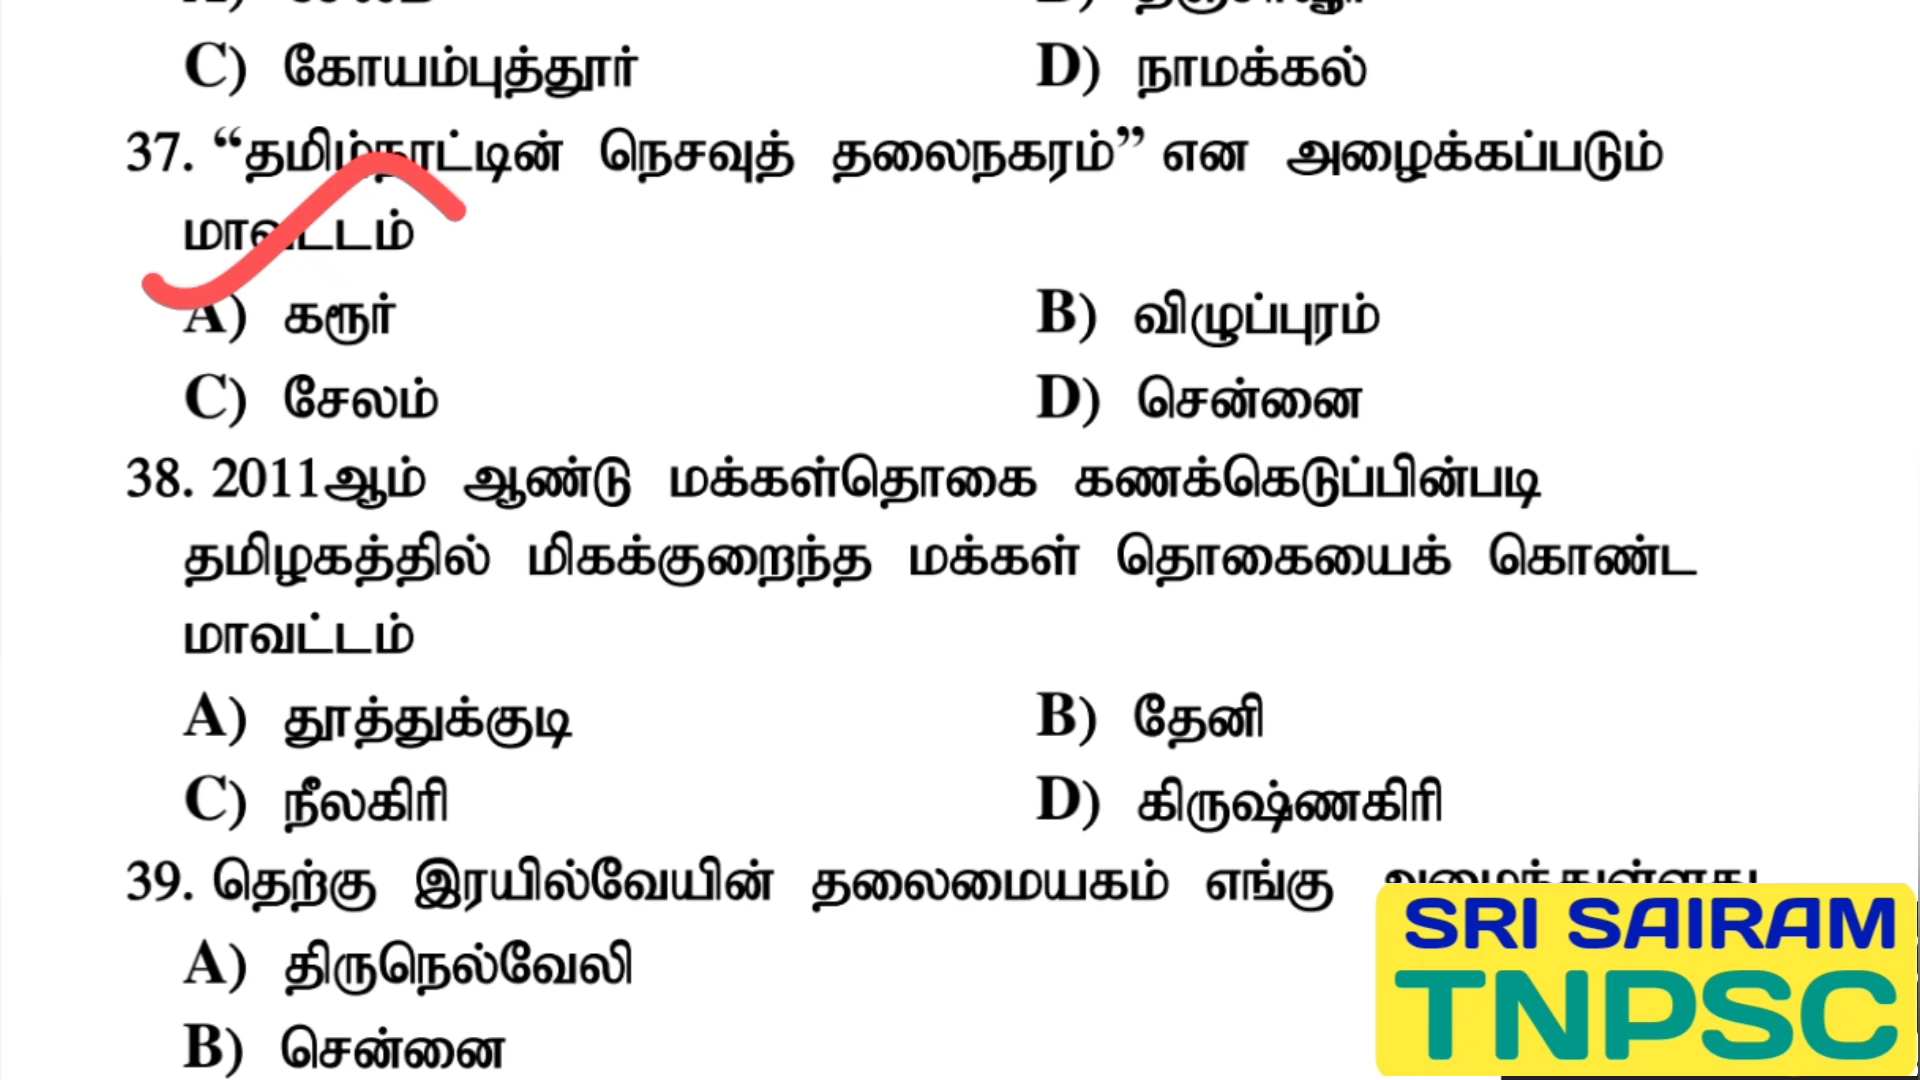 C) கோயம்புத்தூர் D) நாமக்கல்
37. “தமிழ்நாட்டின் நெசவுத் தலைநகரம்” என அழைக்கப்படும்
மாவட்டம்
A) கரூர் B) விழுப்புரம்
C) சேலம் D) சென்னை
38. 2011ஆம் ஆண்டு மக்கள்தொகை கணக்கெடுப்பின்படி
தமிழகத்தில் மிகக்குறைந்த மக்கள் தொகையைக் கொண்ட
மாவட்டம்
A) தூத்துக்குடி B) தேனி
C) நீலகிரி D) கிருஷ்ணகிரி
39. தெற்கு இரயில்வேயின் தலைமையகம் எங்கு
A) திருநெல்வேலி
B) சென்னை
SRI SAIRAM
TNPSC